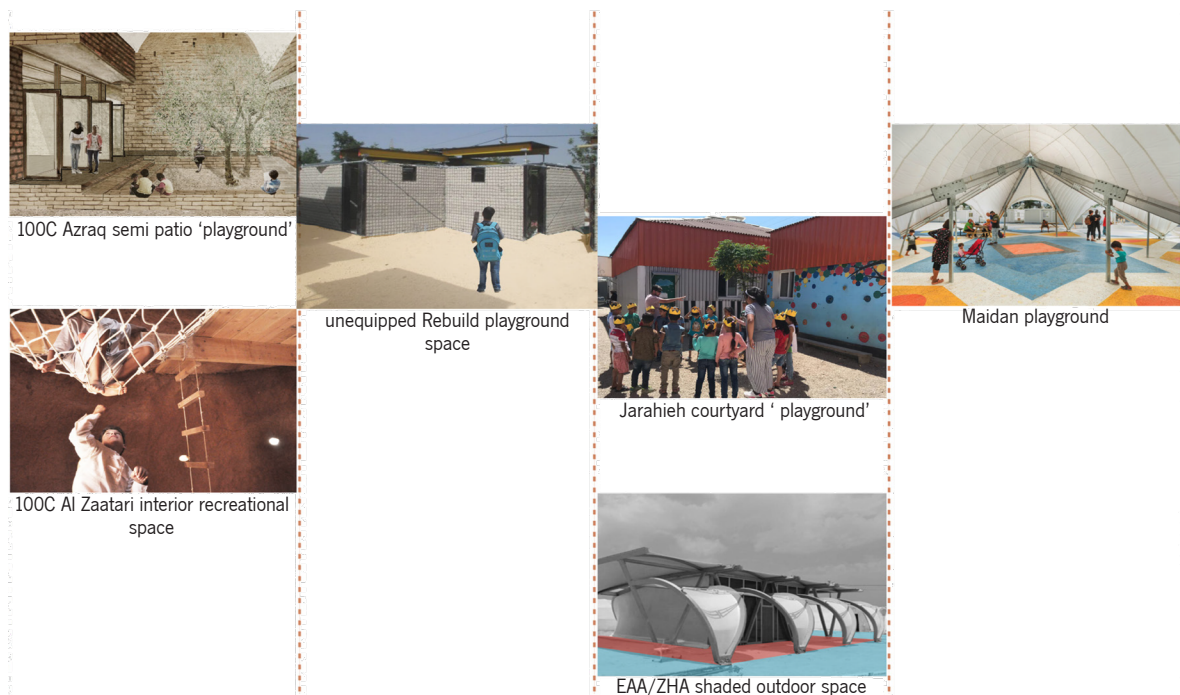 100C Azraq semi patio ‘playground’
100C Al Zaatari interior recreational
space
unequipped Rebuild playground
space
Jarahieh courtyard ‘ playground’
EAA/ZHA shaded outdoor space
Maidan playground